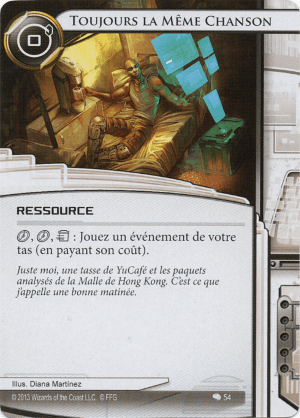 TOUJOURS LA MÊME CHANSON
0
RESSOURCE
, , : Jouez un événement de votre
tas (en payant son coût).
Juste moi, une tasse de YuCafé et les paquets
analysés de la Malle de Hong Kong. C'est ce que
j'appelle une bonne matinée.
Illus. Diana Martinez
© 2013 Wizards of the Coast LLC. © FFG
54